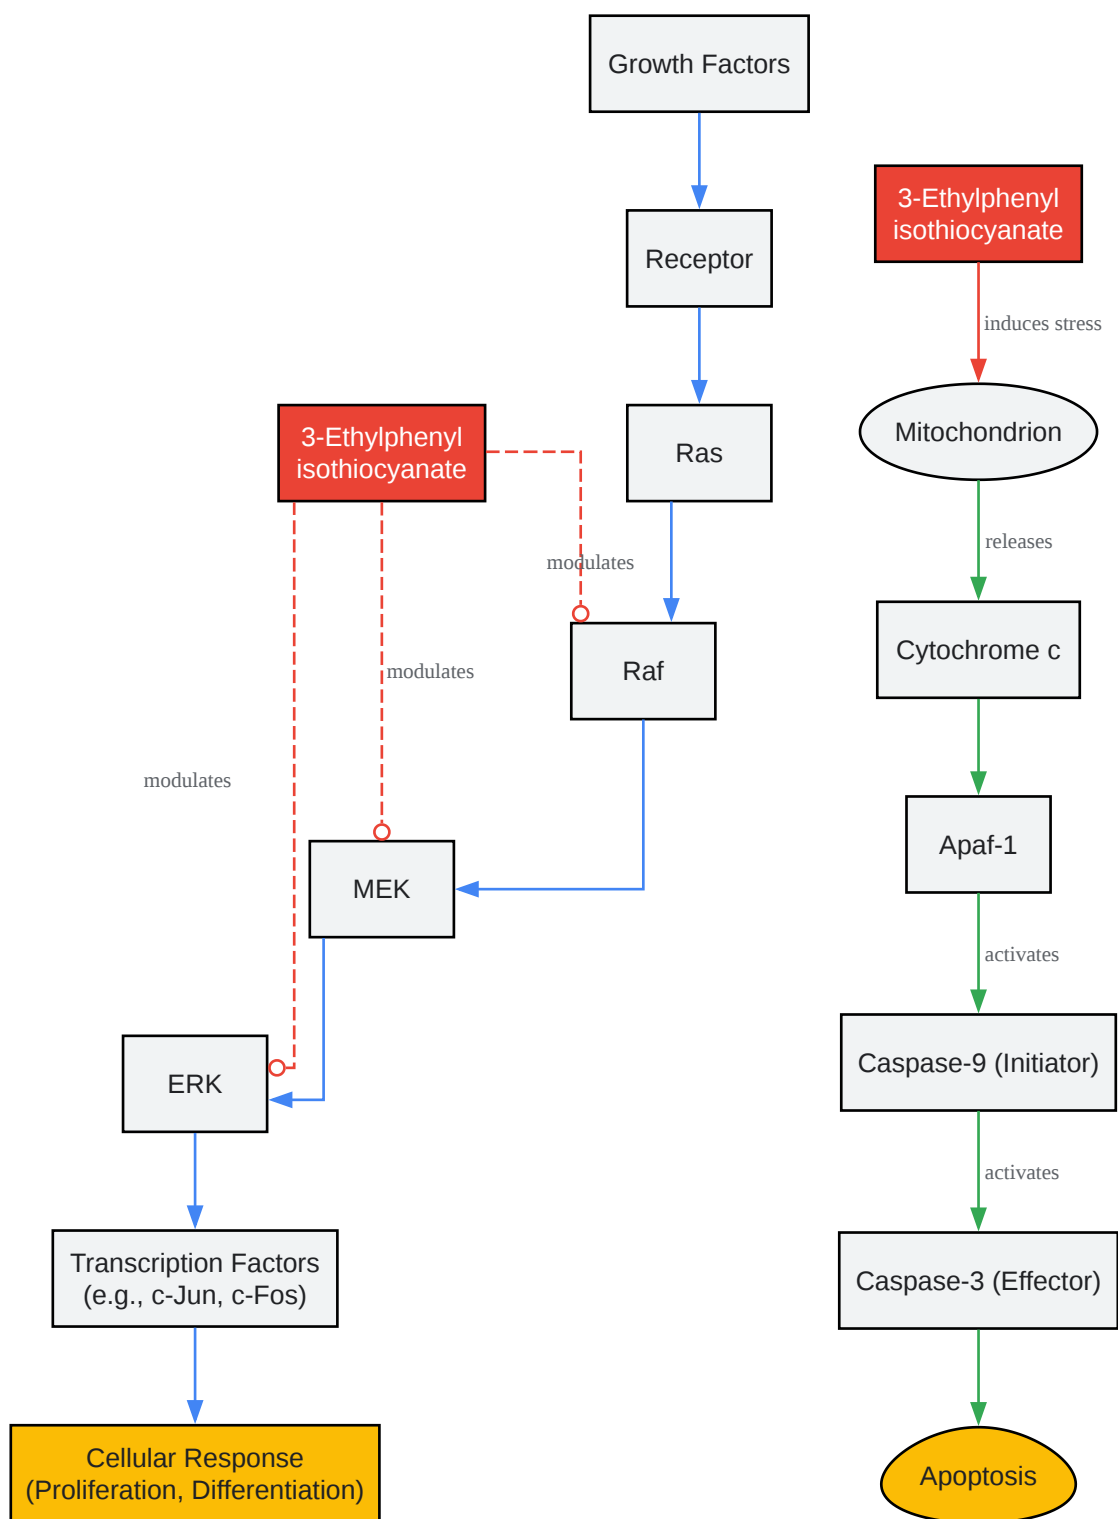 Growth Factors
3-Ethylphenyl
isothiocyanate
Receptor
induces stress
3-Ethylphenyl
isothiocyanate
Ras
Mitochondrion
modulates
releases
modulates
Raf
Cytochrome c
modulates
MEK
Apaf-1
activates
ERK
Caspase-9 (Initiator)
activates
Transcription Factors
(e.g., c-Jun, c-Fos)
Caspase-3 (Effector)
Cellular Response
(Proliferation, Differentiation)
Apoptosis